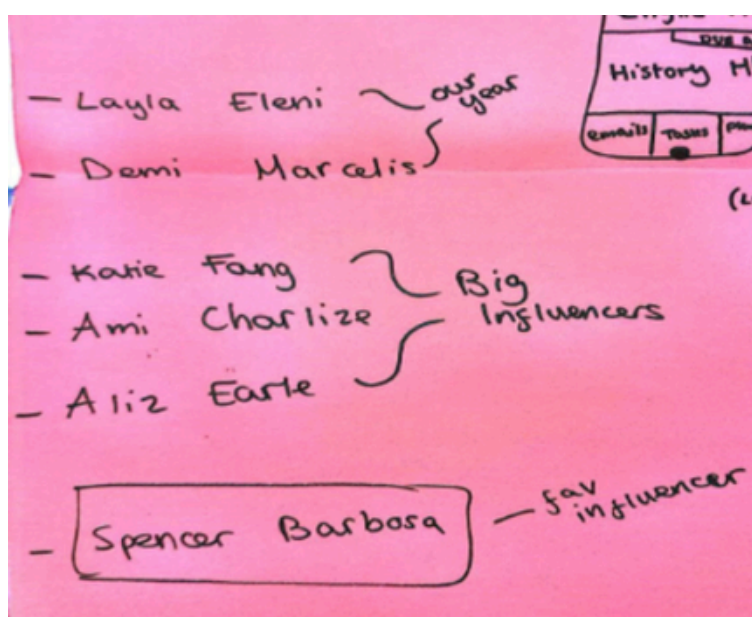 - Layla Eleni
our year
- Demi Marcelis
- Katie Fang
- Ami Charlize
- Aliz Earle
Big
Influencers
- Spencer Barbosa
- fav
influencer
DUE
History M
emails Tasks